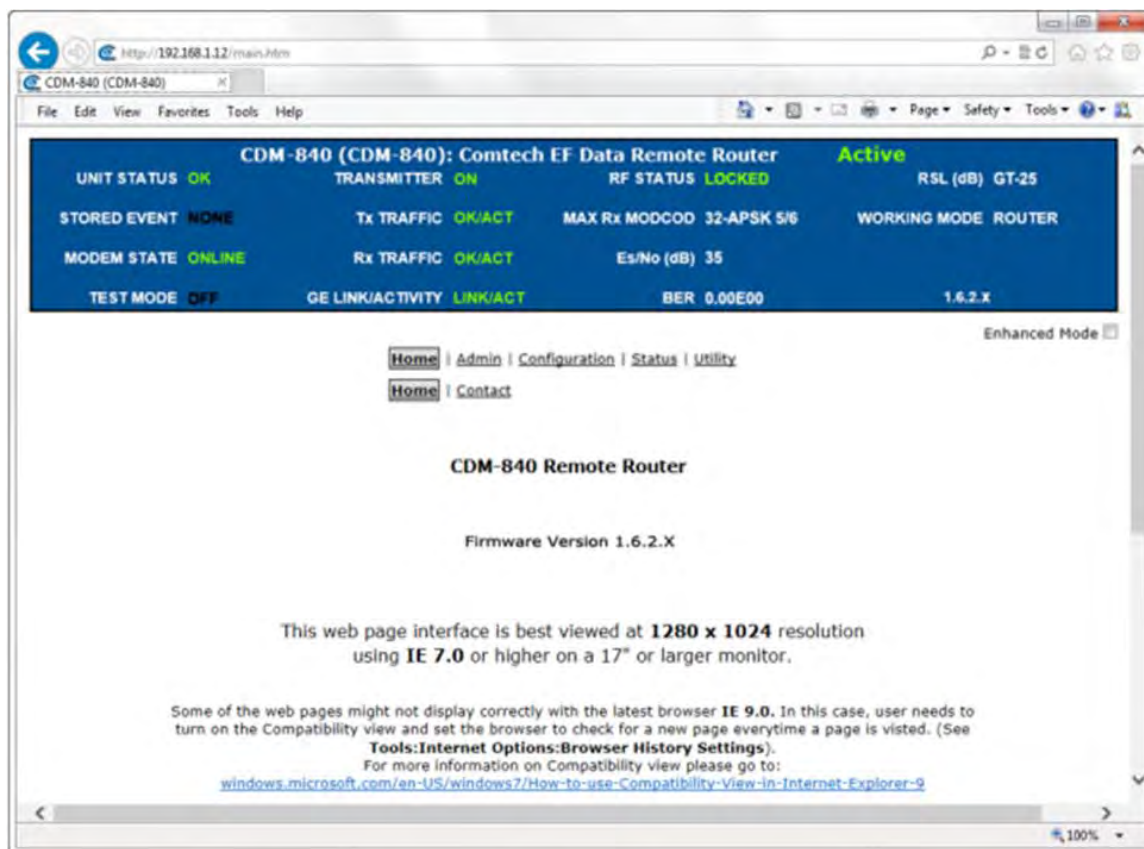 http://192.168.1.12/main.htm
CDM-840 (CDM-840)
File Edit View Favorites Tools Help Page Safety Tools
CDM-840 (CDM-840): Comtech EF Data Remote Router Active
UNIT STATUS OK TRANSMITTER ON RF STATUS LOCKED RSL (dB) GT-25
STORED EVENT NONE Tx TRAFFIC OK/ACT MAX Rx MODCOD 32-APSK 5/6 WORKING MODE ROUTER
MODEM STATE ONLINE Rx TRAFFIC OK/ACT Es/No (dB) 35
TEST MODE OFF GE LINK/ACTIVITY LINK/ACT BER 0.00E00 1.6.2.X
Enhanced Mode
Home | Admin | Configuration | Status | Utility
Home | Contact
CDM-840 Remote Router
Firmware Version 1.6.2.X
This web page interface is best viewed at 1280 x 1024 resolution
using IE 7.0 or higher on a 17" or larger monitor.
Some of the web pages might not display correctly with the latest browser IE 9.0. In this case, user needs to
turn on the Compatibility view and set the browser to check for a new page everytime a page is visted. (See
Tools:Internet Options:Browser History Settings).
For more information on Compatibility view please go to:
windows.microsoft.com/en-US/windows7/How-to-use-Compatibility-View-in-Internet-Explorer-9
100%